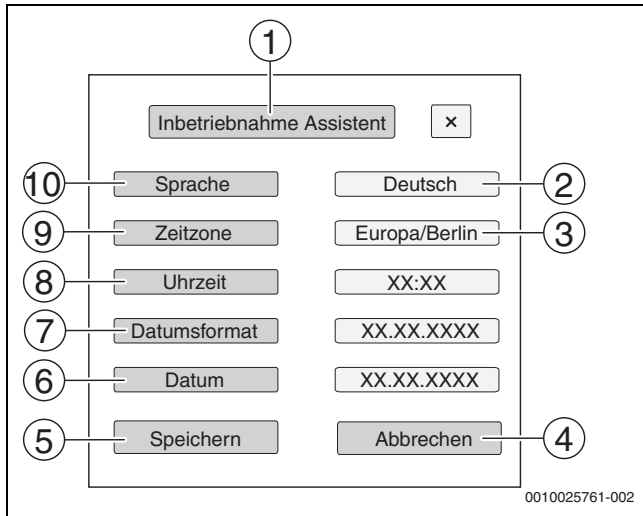 1
Inbetriebnahme Assistent ×
10 Sprache Deutsch 2
9 Zeitzone Europa/Berlin 3
8 Uhrzeit XX:XX
7 Datumsformat XX.XX.XXXX
6 Datum XX.XX.XXXX
5 Speichern Abbrechen 4
0010025761-002